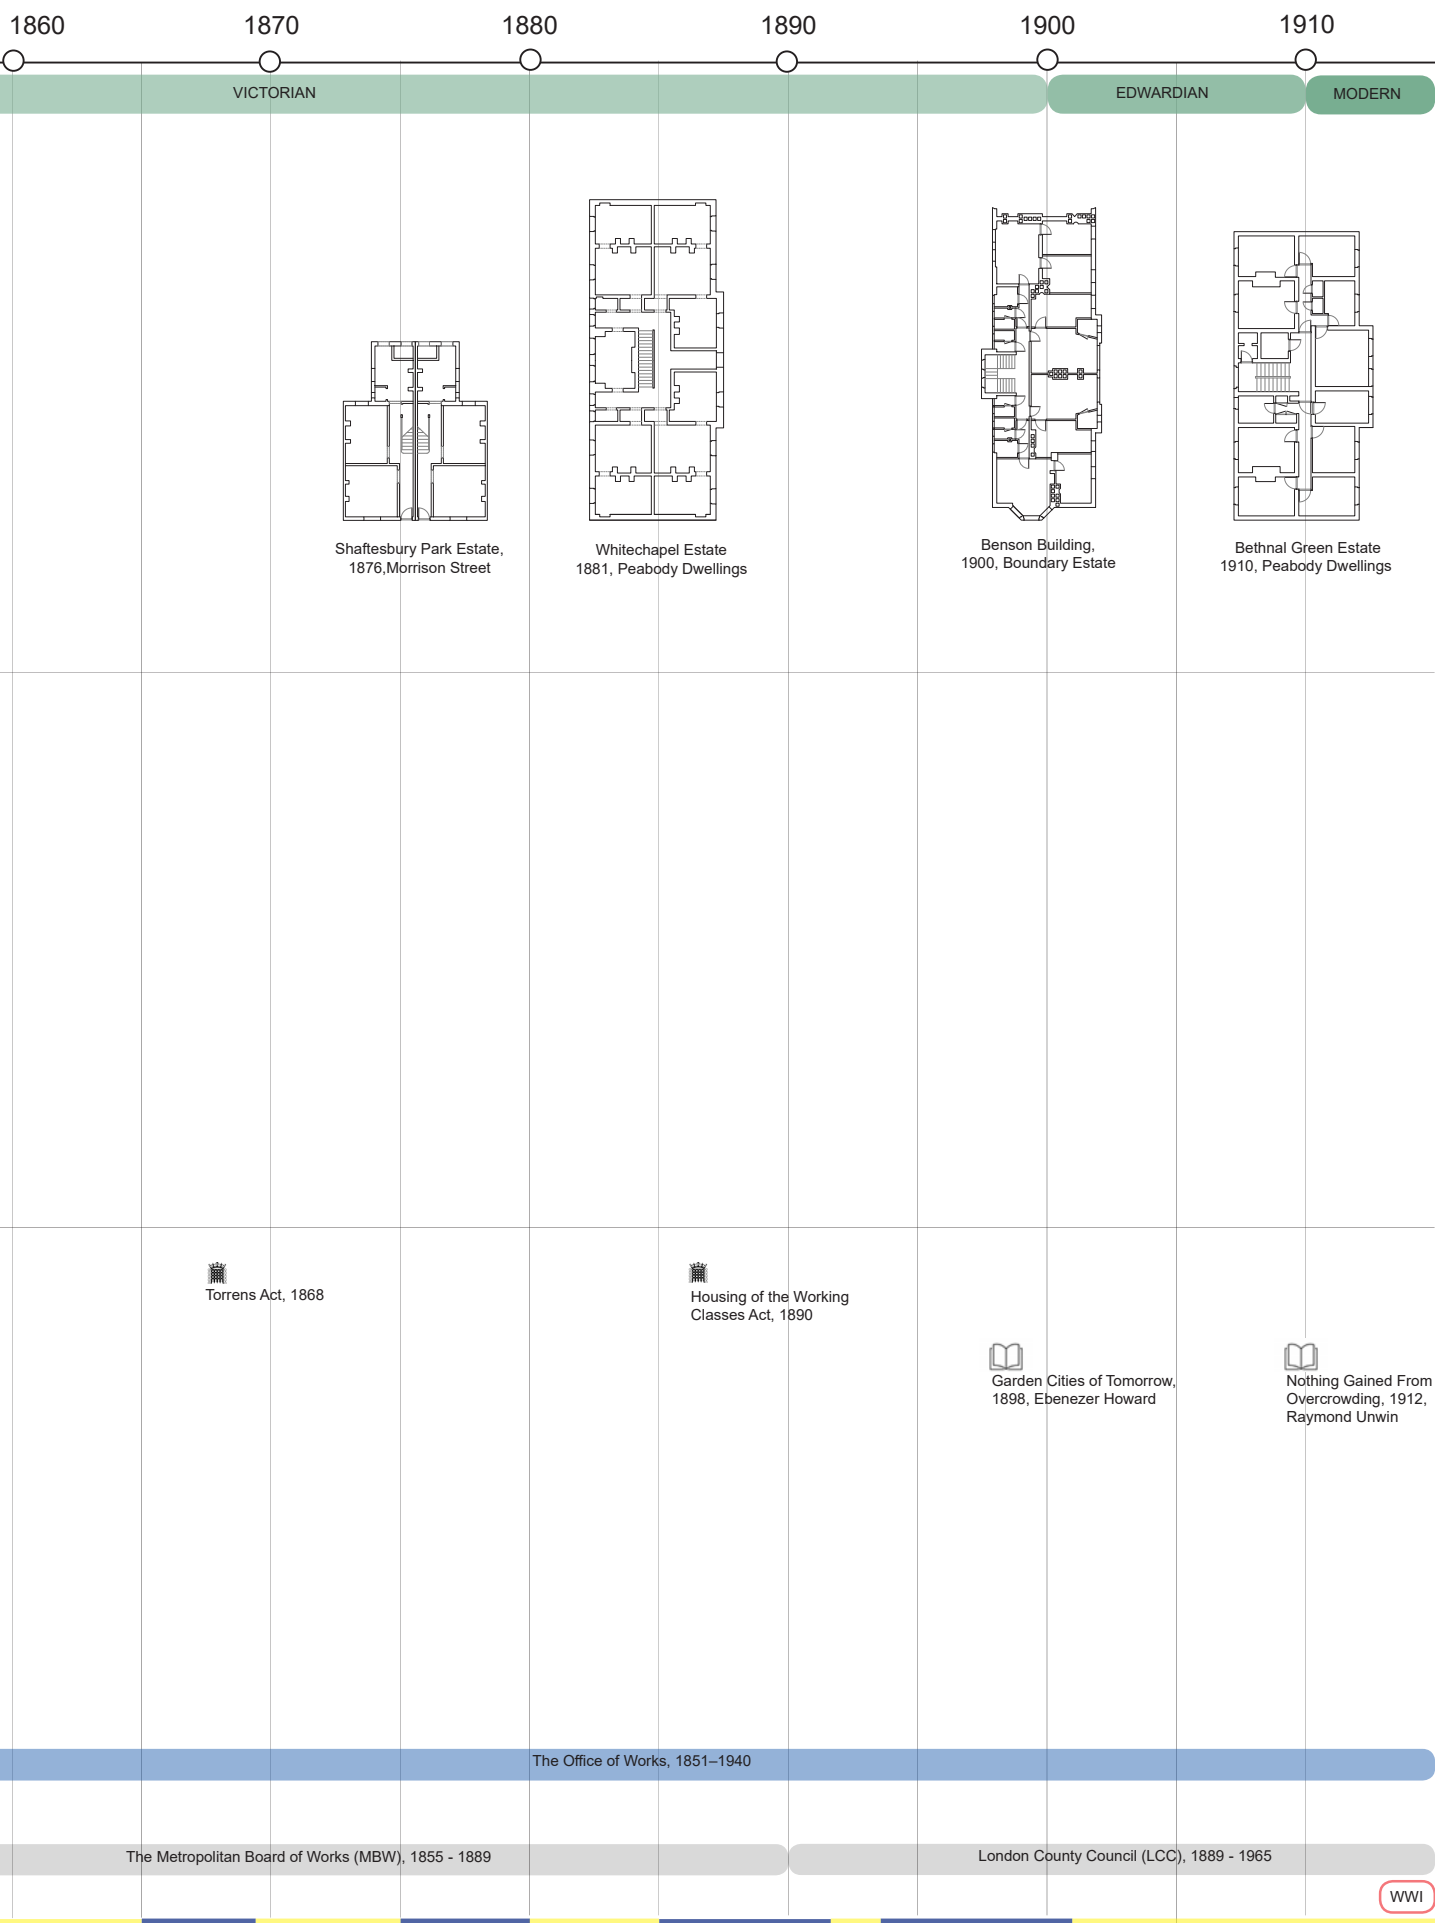 1860 1870 1880 1890 1900 1910
VICTORIAN EDWARDIAN MODERN
Shaftesbury Park Estate,
1876,Morrison Street
Whitechapel Estate
1881, Peabody Dwellings
Benson Building,
1900, Boundary Estate
Bethnal Green Estate
1910, Peabody Dwellings
Torrens Act, 1868
Housing of the Working
Classes Act, 1890
Garden Cities of Tomorrow,
1898, Ebenezer Howard
Nothing Gained From
Overcrowding, 1912,
Raymond Unwin
The Office of Works, 1851–1940
The Metropolitan Board of Works (MBW), 1855 - 1889
London County Council (LCC), 1889 - 1965
WWI